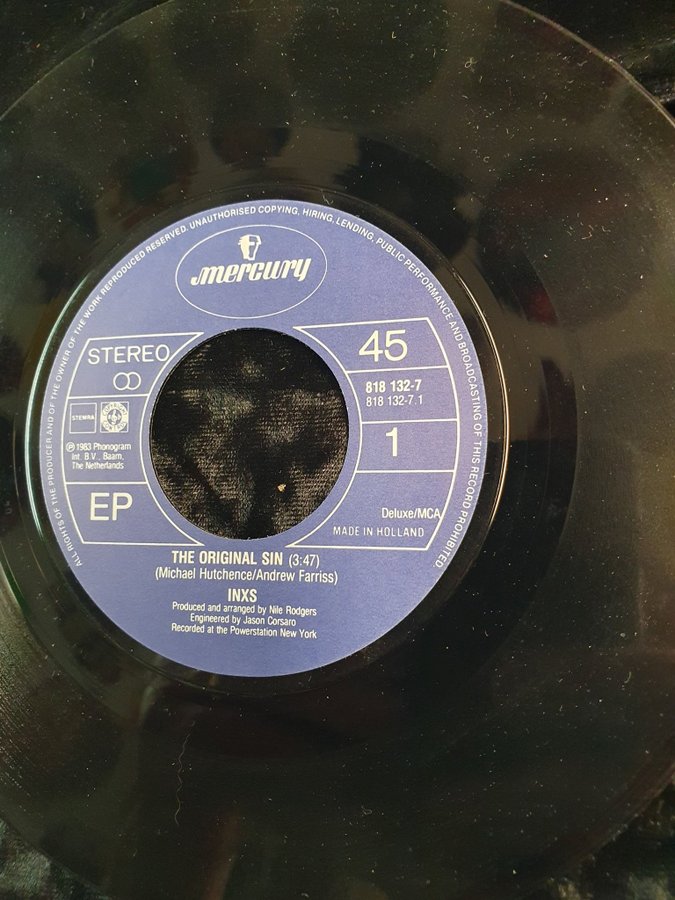 ALL RIGHTS OF THE PRODUCER AND OF THE OWNER OF THE WORK REPRODUCED RESERVED. UNAUTHORISED COPYING, HIRING, LENDING, PUBLIC PERFORMANCE AND BROADCASTING OF THIS RECORD PROHIBITED.
mercury
STEREO
STEMRA
℗ 1983 Phonogram
Int. B.V., Baarn,
The Netherlands
EP
45
818 132-7
818 132-7.1
1
Deluxe/MCA
MADE IN HOLLAND
THE ORIGINAL SIN (3:47)
(Michael Hutchence/Andrew Farriss)
INXS
Produced and arranged by Nile Rodgers
Engineered by Jason Corsaro
Recorded at the Powerstation New York